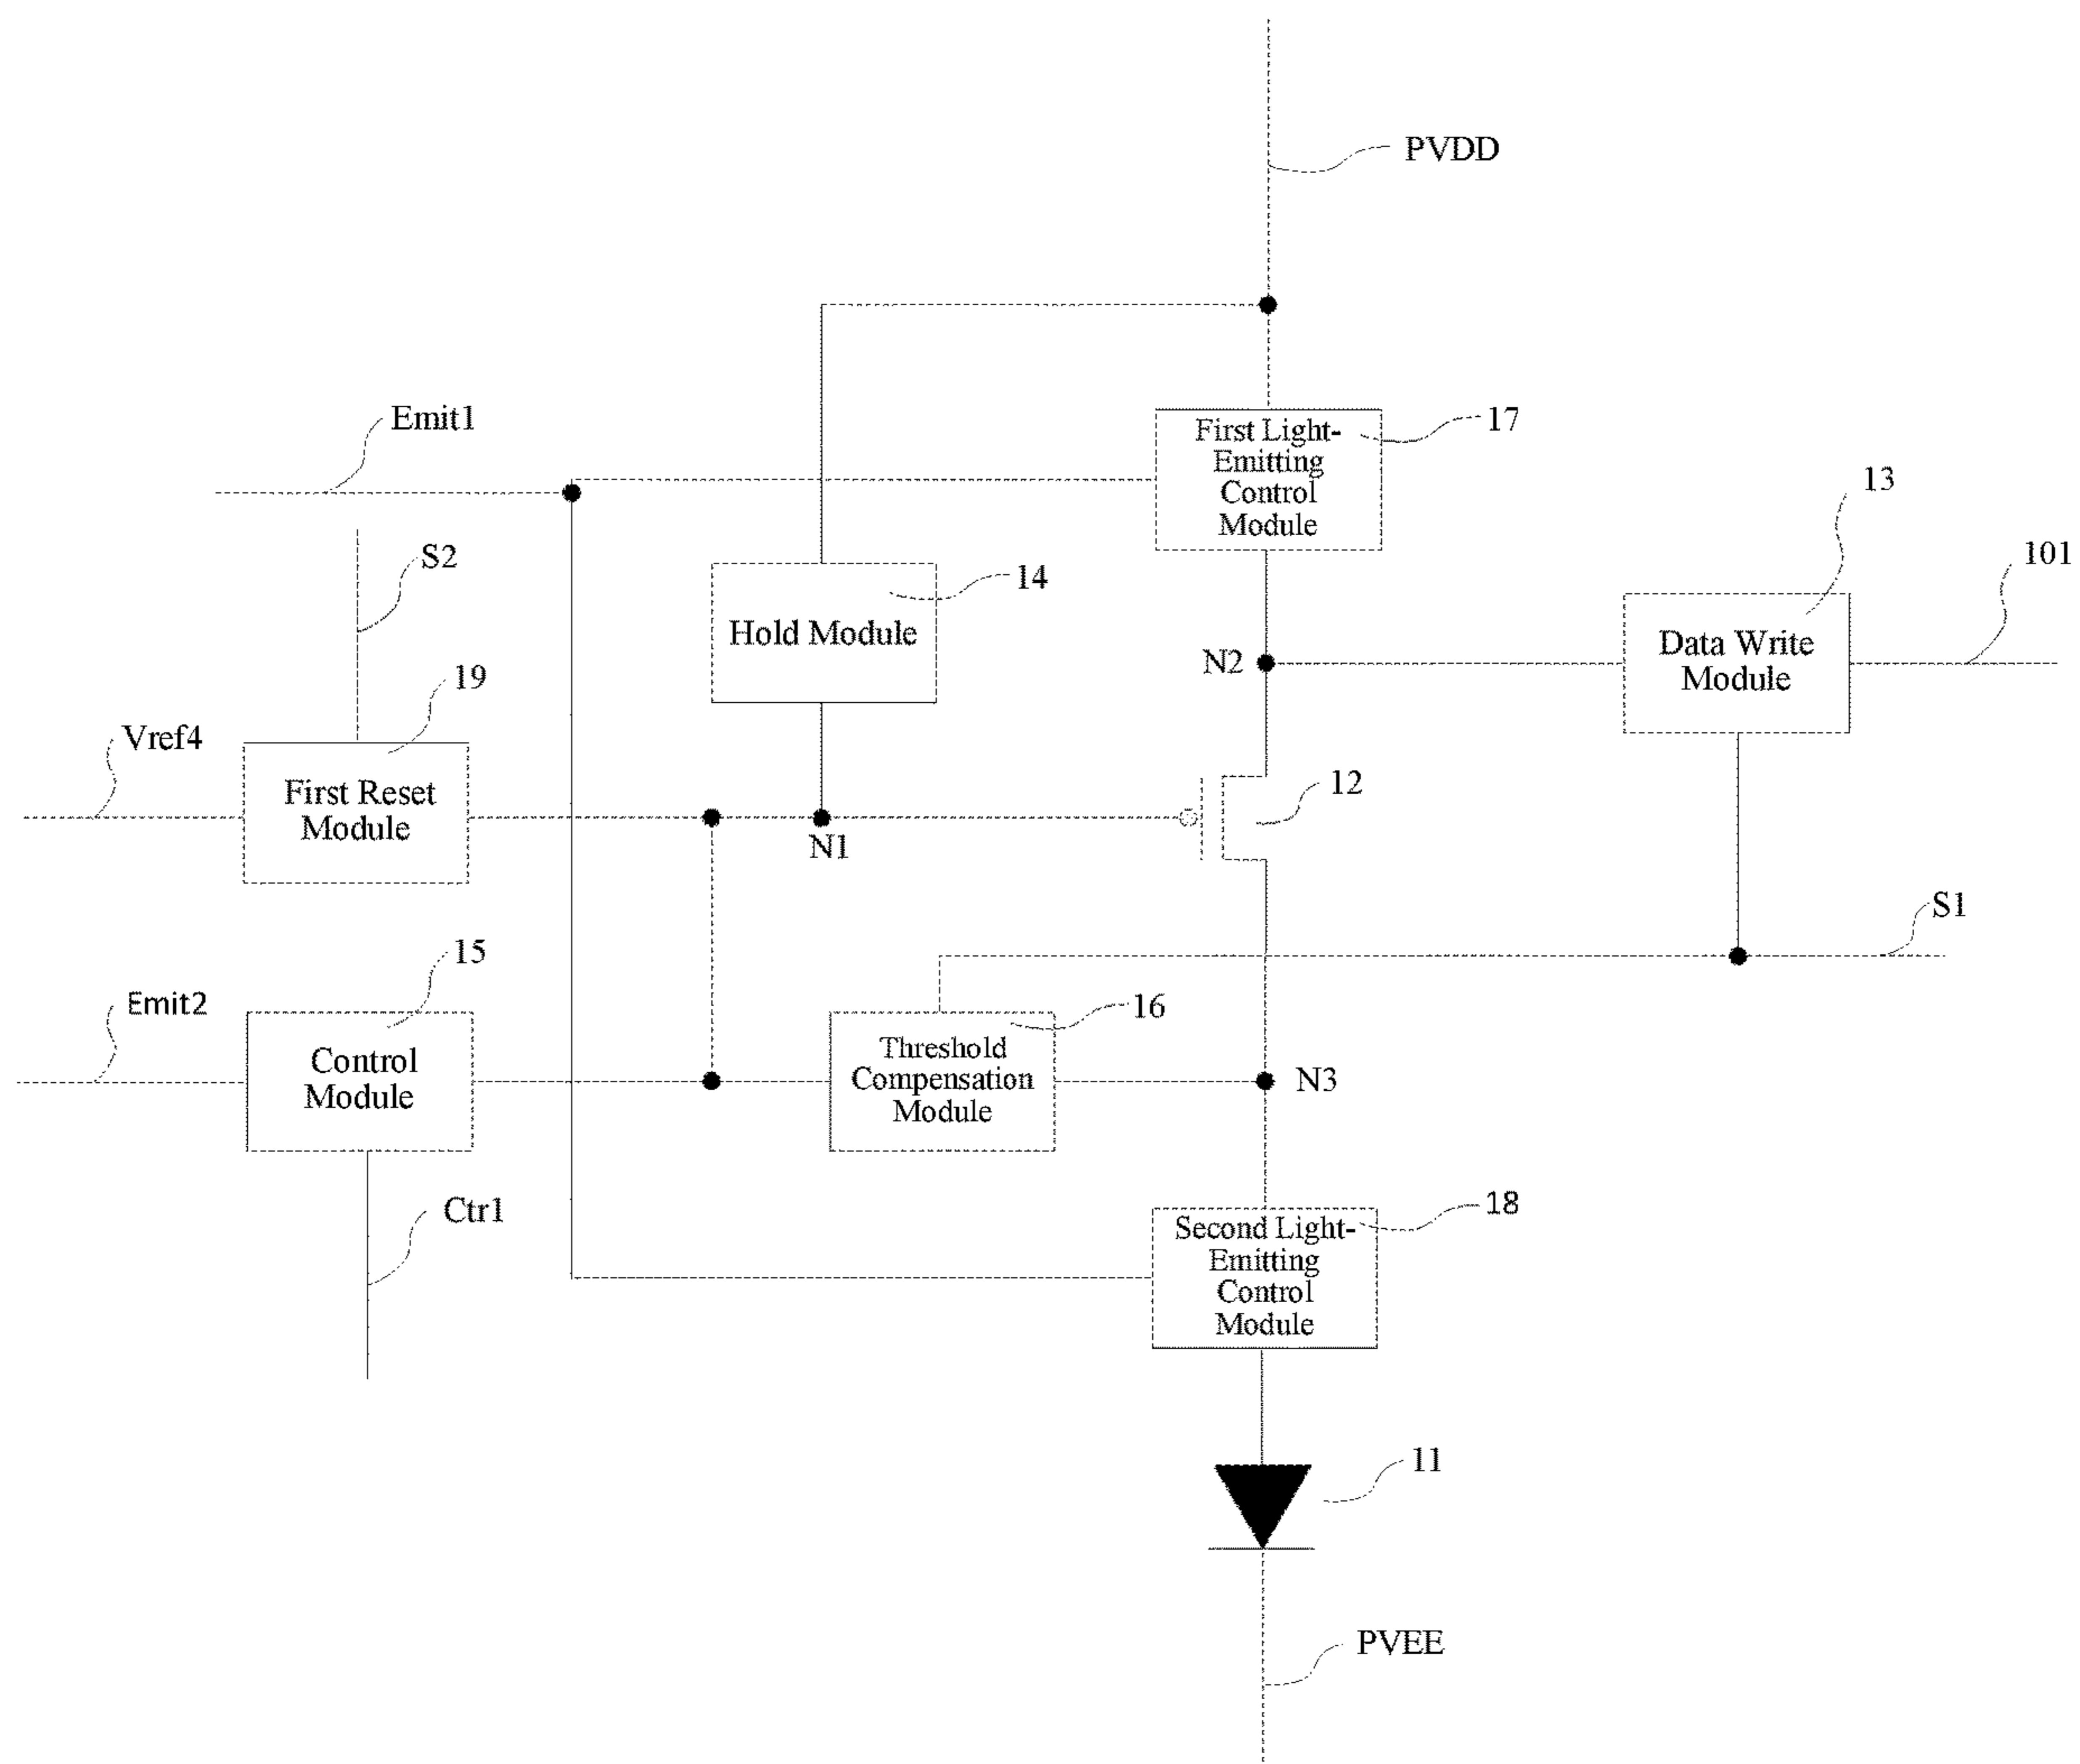 PVDD
Emit1
First Light-
Emitting
Control
Module
17
13
S2
14
101
Hold Module
Data Write
Module
N2
19
Vref4
First Reset
Module
12
N1
S1
15
Emit2
16
Control
Module
Threshold
Compensation
Module
N3
Ctr1
18
Second Light-
Emitting
Control
Module
11
PVEE